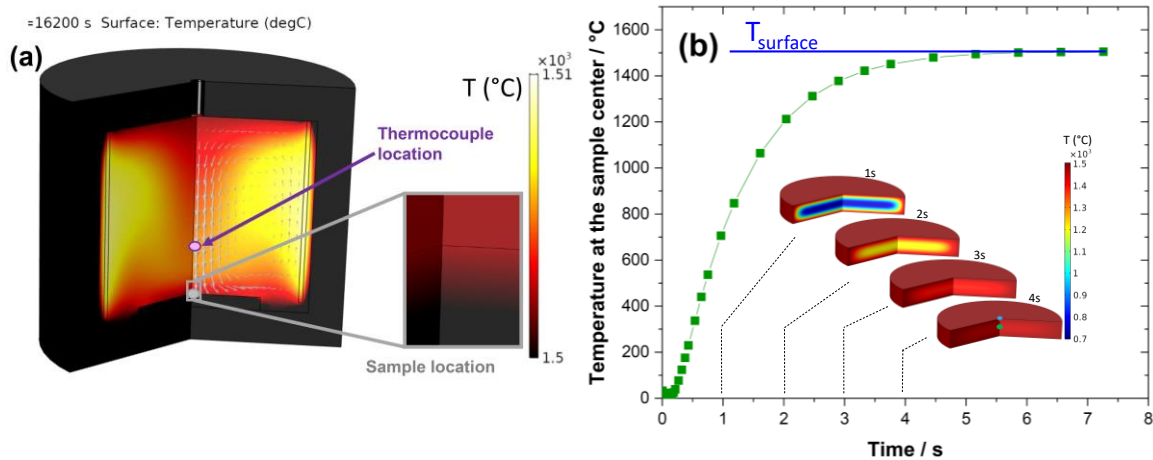 =16200 s Surface: Temperature (degC)
(a)
×10³
1.51
T (°C)
Thermocouple
location
Sample location
1.5
(b)
T_surface
Temperature at the sample center / °C
1600
1400
1200
1000
800
600
400
200
0
0 1 2 3 4 5 6 7 8
Time / s
1s
2s
3s
4s
T (°C)
×10³
1.5
1.4
1.3
1.2
1.1
1
0.9
0.8
0.7